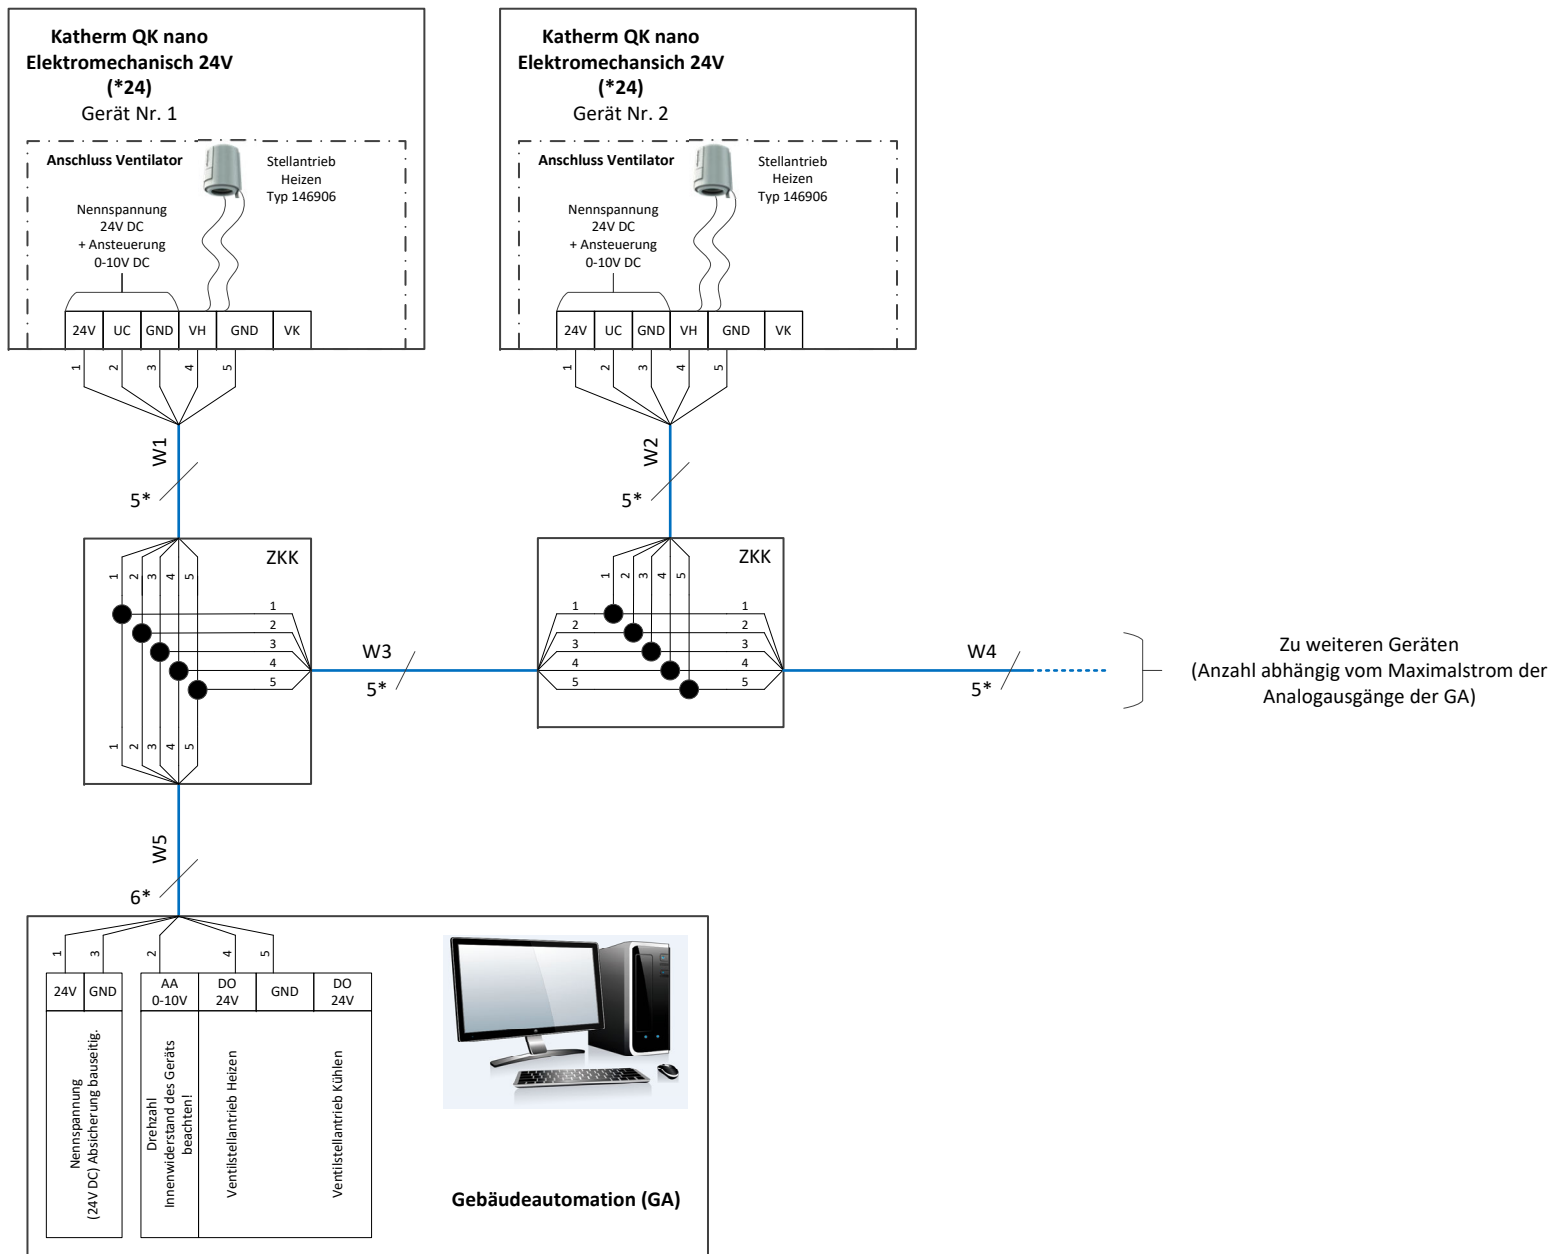 Katherm QK nano
Elektromechanisch 24V
(*24)
Gerät Nr. 1
Anschluss Ventilator
Stellantrieb
Heizen
Typ 146906
Nennspannung
24V DC
+ Ansteuerung
0-10V DC
24V UC GND VH GND VK
1 2 3 4 5
W1
5*
Katherm QK nano
Elektromechansich 24V
(*24)
Gerät Nr. 2
Anschluss Ventilator
Stellantrieb
Heizen
Typ 146906
Nennspannung
24V DC
+ Ansteuerung
0-10V DC
24V UC GND VH GND VK
1 2 3 4 5
W2
5*
ZKK
1 2 3 4 5
1
2
3
4
5
1 2 3 4 5
W3
5*
ZKK
1 2 3 4 5
1
2
3
4
5
1
2
3
4
5
W4
5*
Zu weiteren Geräten
(Anzahl abhängig vom Maximalstrom der
Analogausgänge der GA)
W5
6*
1 3 2 4 5
24V GND
AA
0-10V
DO
24V
GND
DO
24V
Nennspannung
(24V DC) Absicherung bauseitig.
Drehzahl
Innenwiderstand des Geräts
beachten!
Ventilstellantrieb Heizen
Ventilstellantrieb Kühlen
Gebäudeautomation (GA)